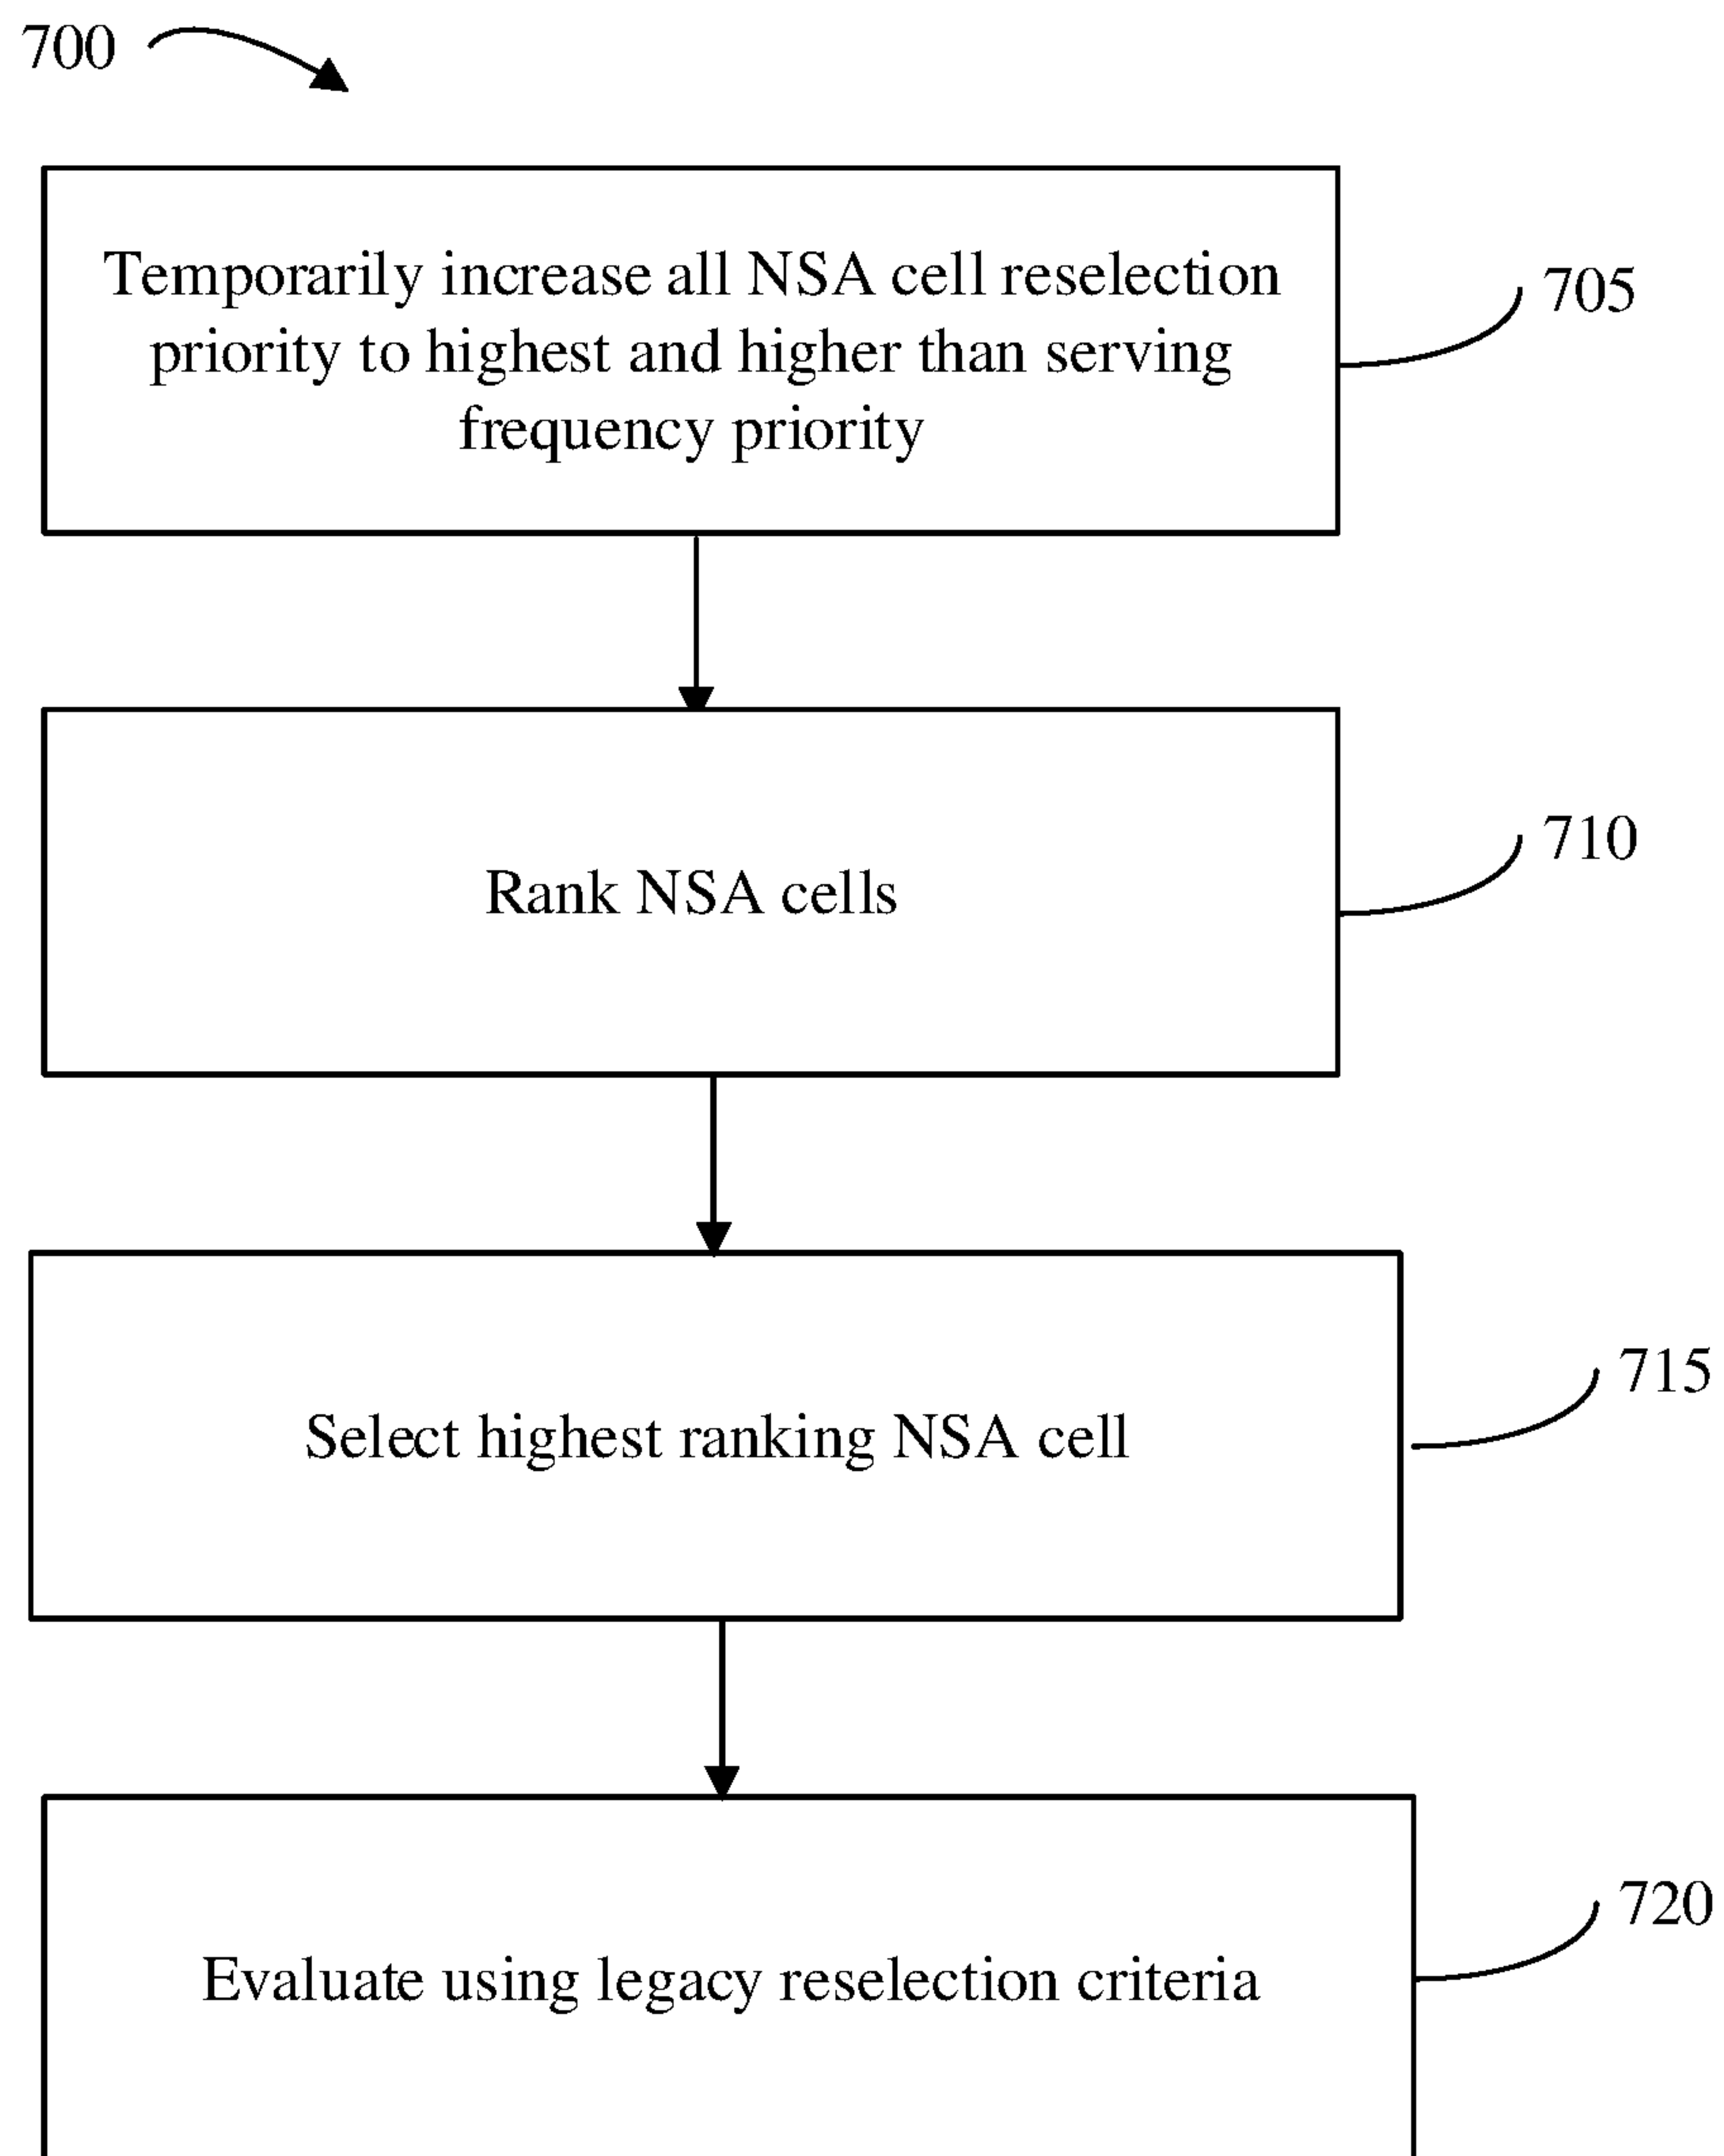 700
Temporarily increase all NSA cell reselection
priority to highest and higher than serving
frequency priority
705
Rank NSA cells
710
Select highest ranking NSA cell
715
Evaluate using legacy reselection criteria
720